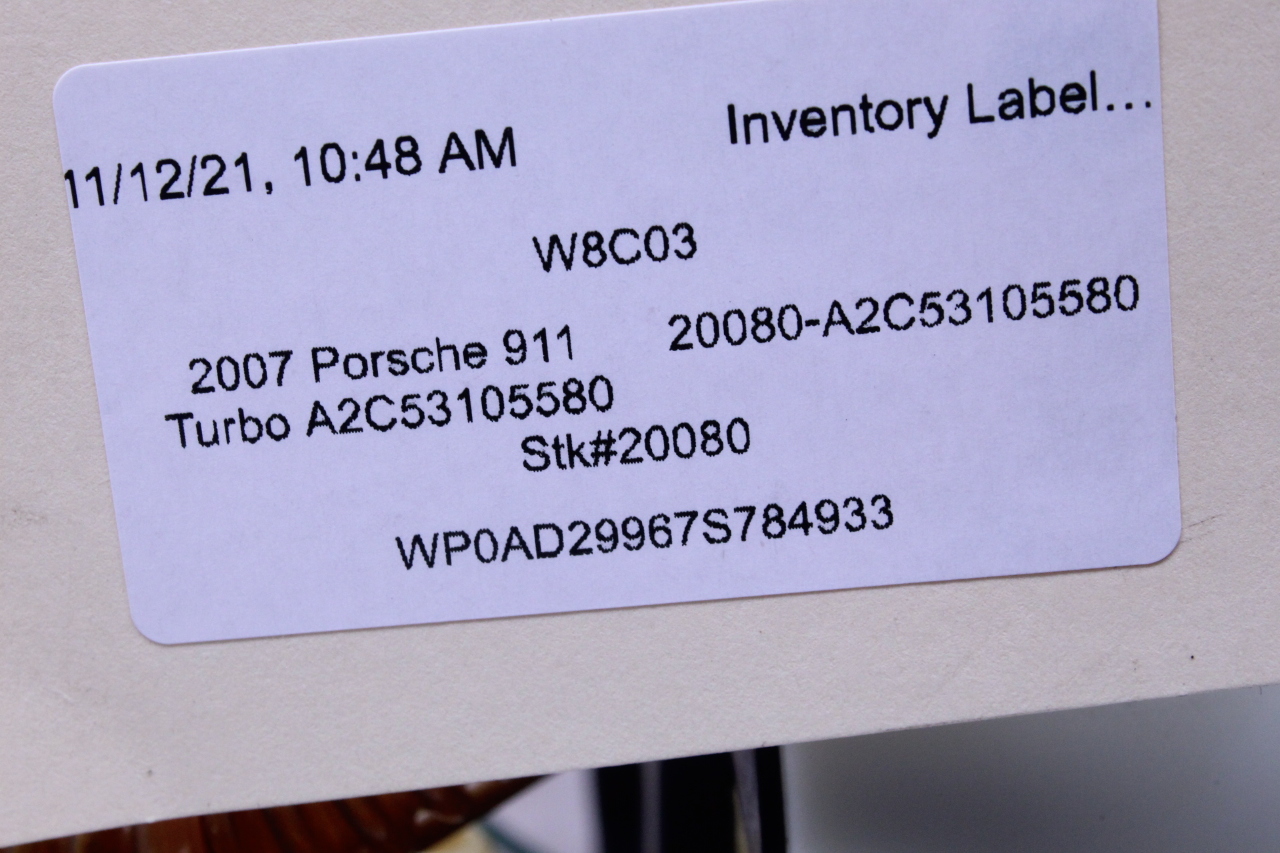 11/12/21, 10:48 AM Inventory Label...
W8C03
2007 Porsche 911 20080-A2C53105580
Turbo A2C53105580
Stk#20080
WP0AD29967S784933